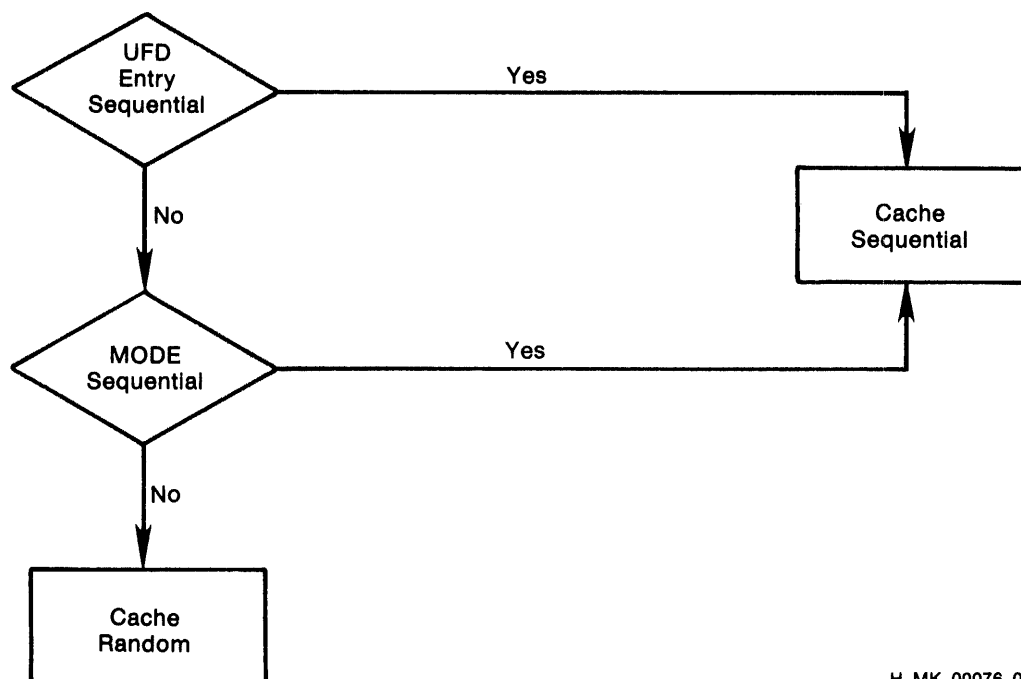 UFD
Entry
Sequential
Yes
No
Cache
Sequential
MODE
Sequential
Yes
No
Cache
Random